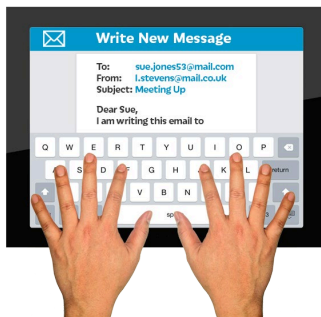 Write New Message
To: sue.jones53@mail.com
From: l.stevens@mail.co.uk
Subject: Meeting Up
Dear Sue,
I am writing this email to
Q W E R T Y U I O P
A S D F G H K L return
V B N